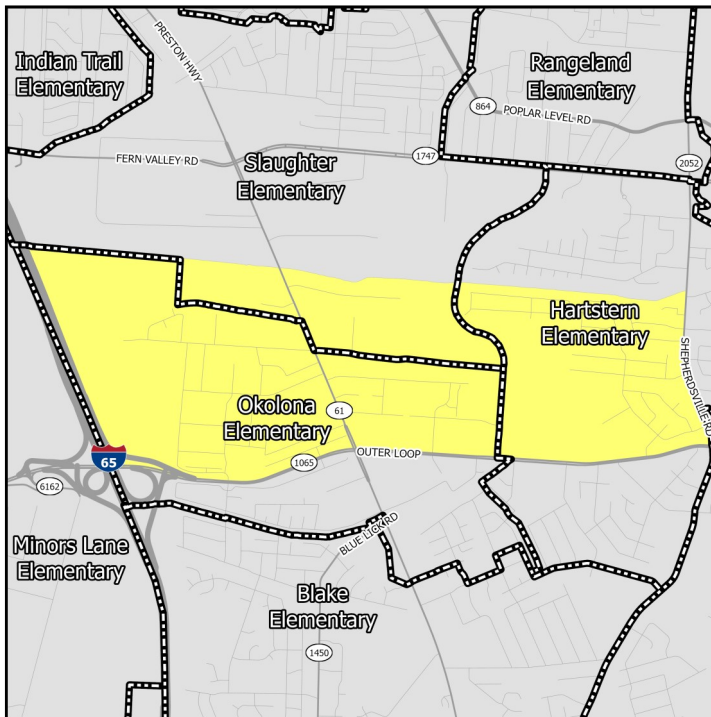 PRESTON HWY
Indian Trail
Elementary
Rangeland
Elementary
864
POPLAR LEVEL RD
FERN VALLEY RD
Slaughter
Elementary
1747
2052
Hartstern
Elementary
SHEPHERDSVILLE RD
Okolona
Elementary
61
OUTER LOOP
1065
65
6162
BLUE LICK RD
Minors Lane
Elementary
Blake
Elementary
1450